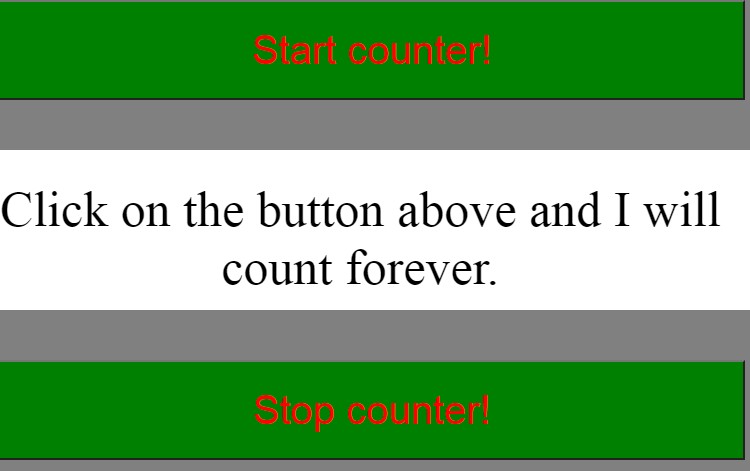 Start counter!
Click on the button above and I will
count forever.
Stop counter!